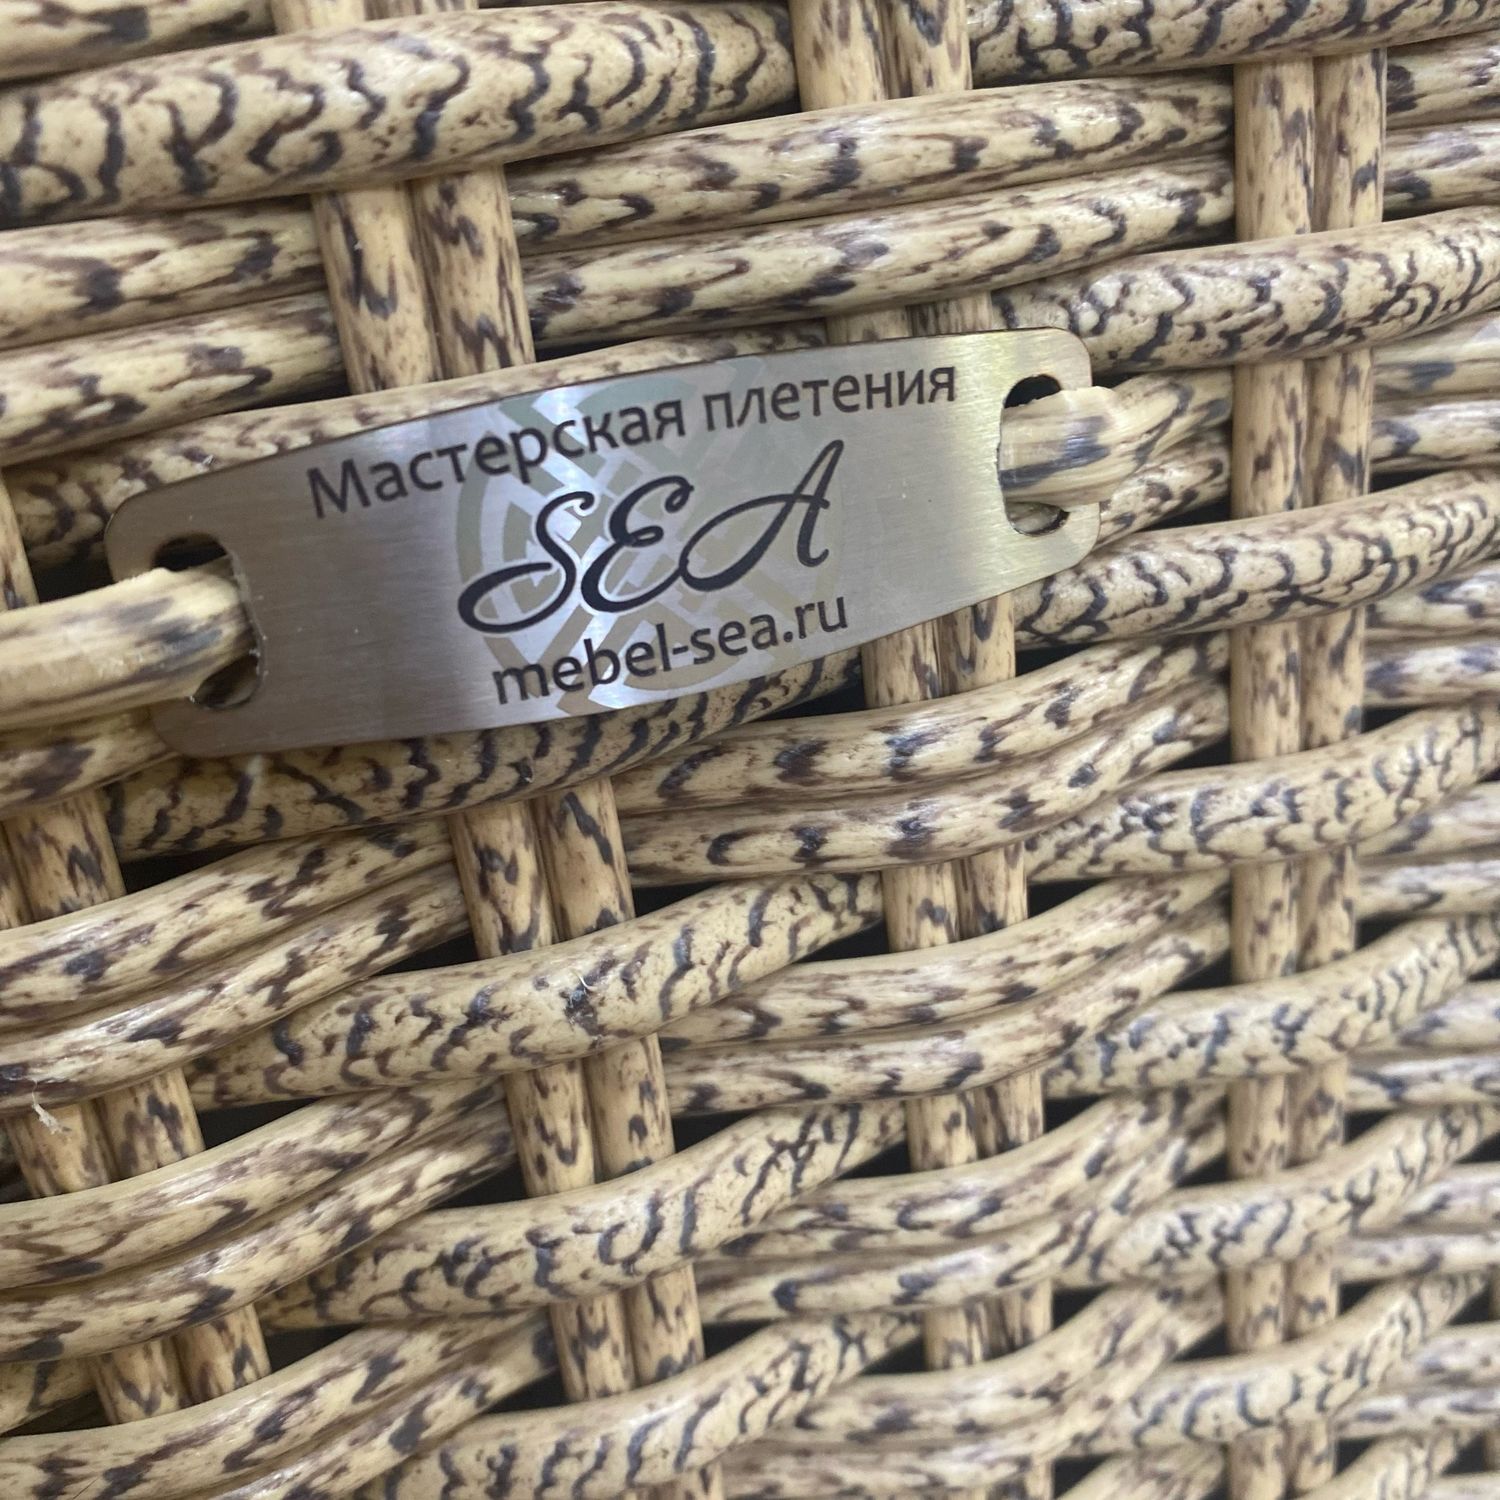 Мастерская плетения
SEA
mebel-sea.ru